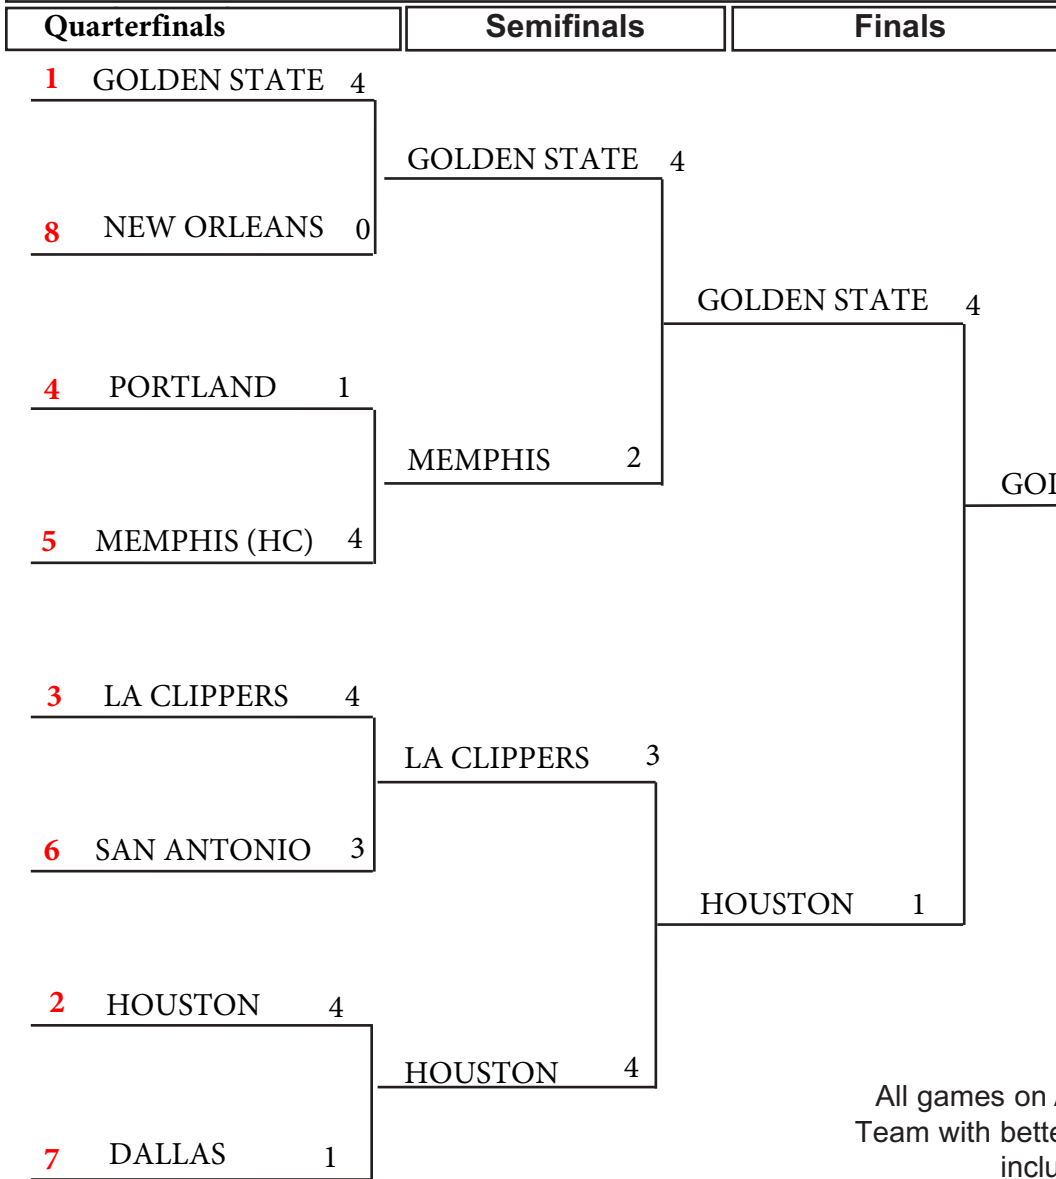 Quarterfinals
Semifinals
Finals
1 GOLDEN STATE 4
8 NEW ORLEANS 0
4 PORTLAND 1
5 MEMPHIS (HC) 4
3 LA CLIPPERS 4
6 SAN ANTONIO 3
2 HOUSTON 4
7 DALLAS 1
GOLDEN STATE 4
MEMPHIS 2
LA CLIPPERS 3
HOUSTON 4
GOLDEN STATE 4
HOUSTON 1
All games on
Team with